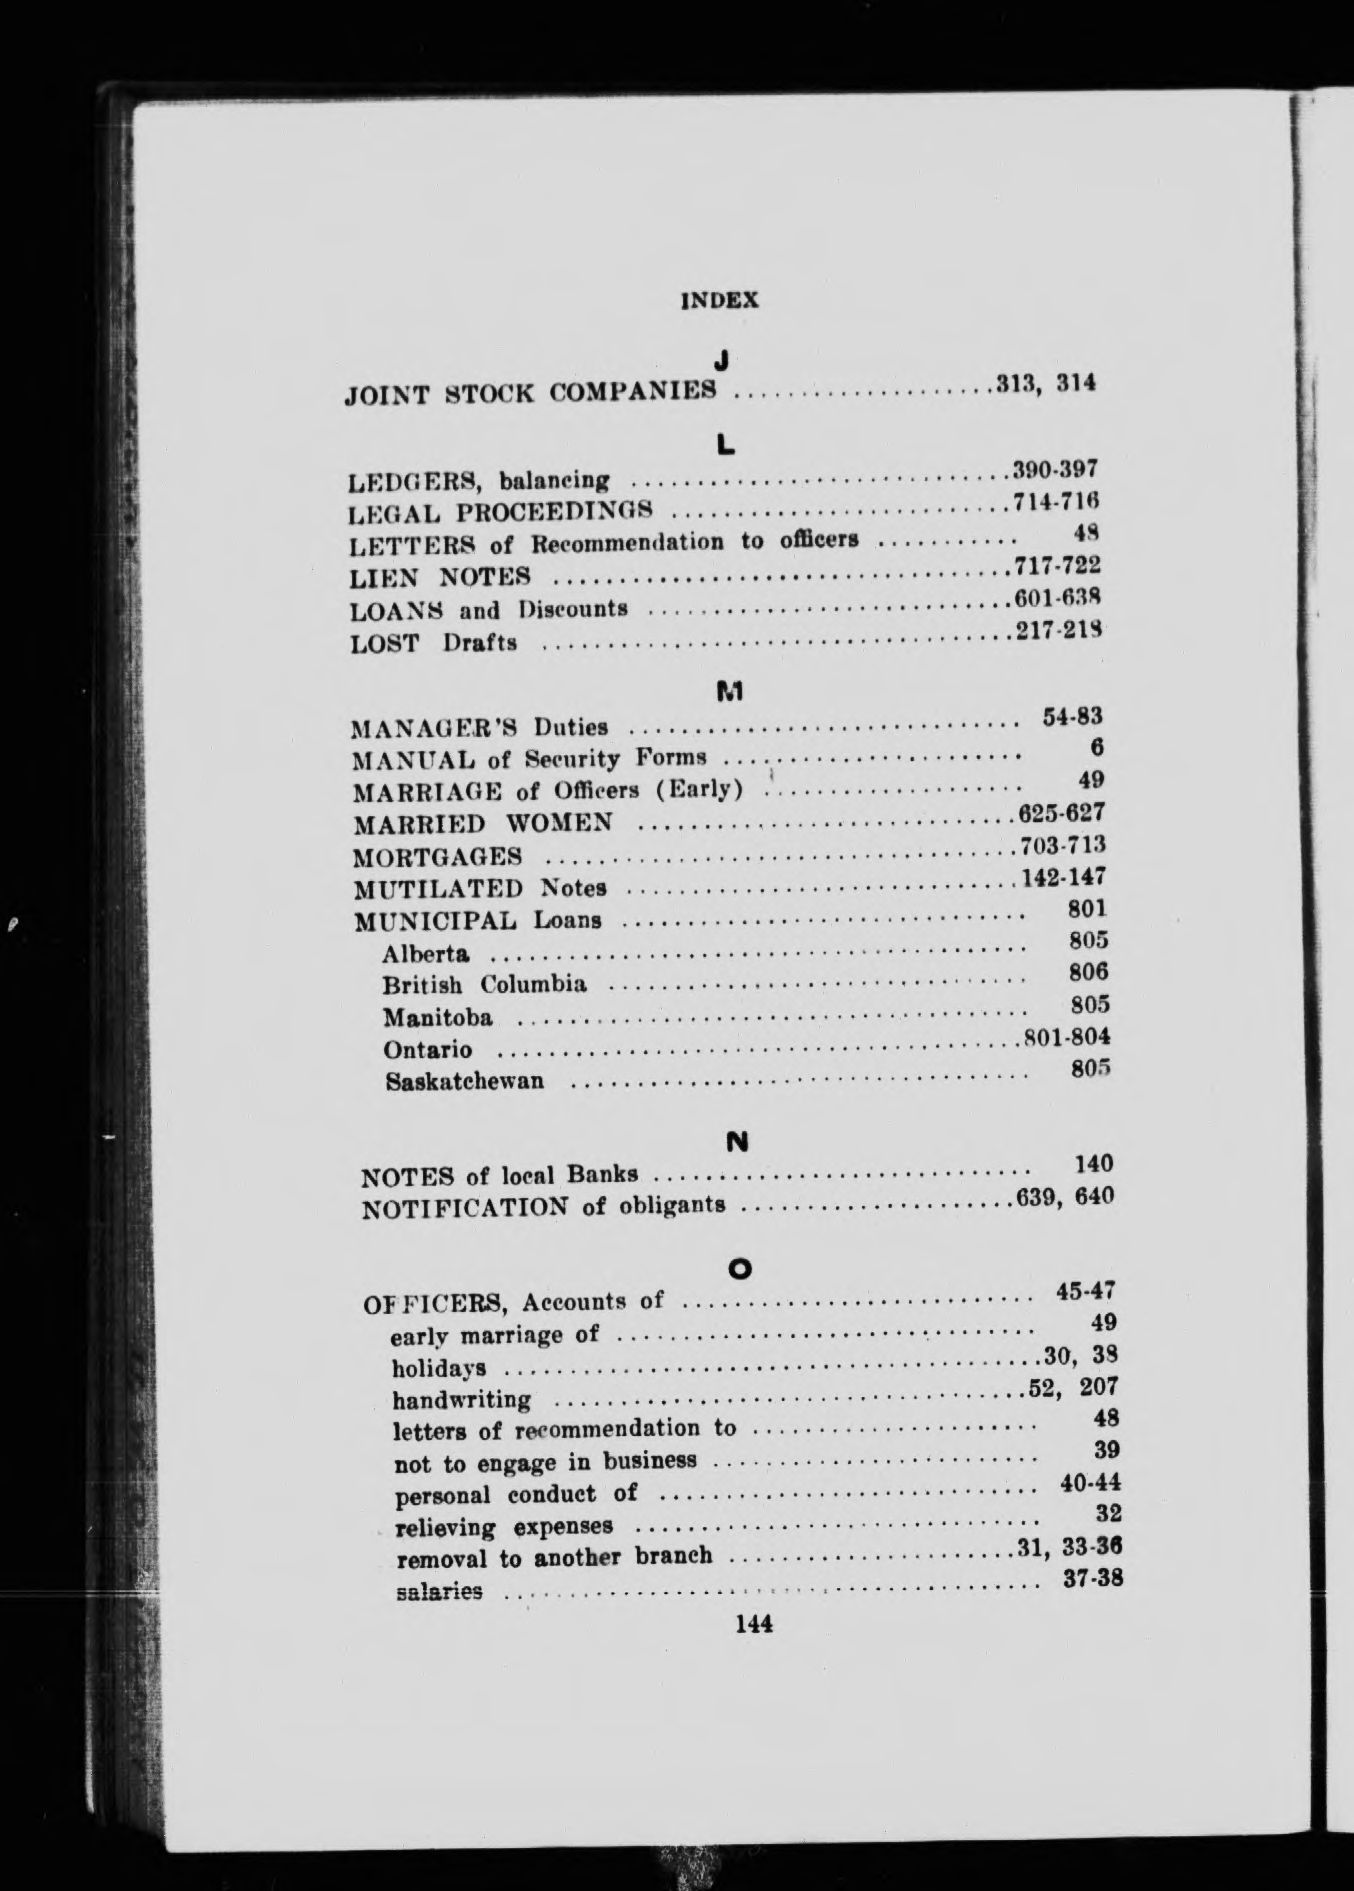 INDEX
J
JOINT STOCK COMPANIES ....................313, 314
L
LEDGERS, balancing .............................390-397
LEGAL PROCEEDINGS ..........................714-716
LETTERS of Recommendation to officers ........... 48
LIEN NOTES ...................................717-722
LOANS and Discounts ............................601-638
LOST Drafts ....................................217-218
M
MANAGER'S Duties .............................. 54-83
MANUAL of Security Forms ....................... 6
MARRIAGE of Officers (Early) .................... 49
MARRIED WOMEN .............................625-627
MORTGAGES ....................................703-713
MUTILATED Notes ..............................142-147
MUNICIPAL Loans ............................... 801
Alberta ......................................... 805
British Columbia ................................ 806
Manitoba ....................................... 805
Ontario ........................................801-804
Saskatchewan ................................... 805
N
NOTES of local Banks ............................. 140
NOTIFICATION of obligants .....................639, 640
O
OFFICERS, Accounts of ........................... 45-47
early marriage of ................................ 49
holidays .........................................30, 38
handwriting ....................................52, 207
letters of recommendation to ...................... 48
not to engage in business ......................... 39
personal conduct of ............................. 40-44
relieving expenses ............................... 32
removal to another branch ......................31, 33-36
salaries ......................................... 37-38
144